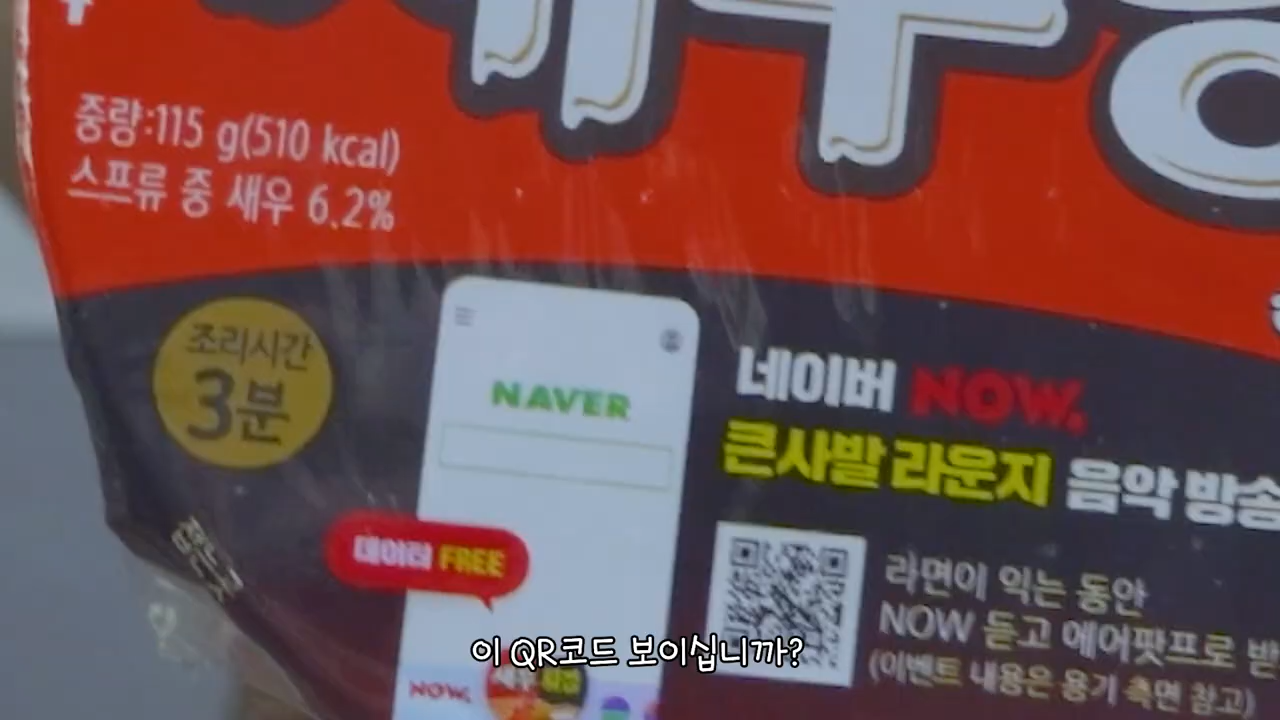 중량:115 g(510 kcal)
스프류 중 새우 6.2%
조리시간
3분
NAVER
네이버 NOW.
큰사발 라운지 음악 방송
데이터 FREE
라면이 익는 동안
NOW 듣고 에어팟프로 받
(이벤트 내용은 용기 측면 참고)
이 QR코드 보이십니까?
NOW.